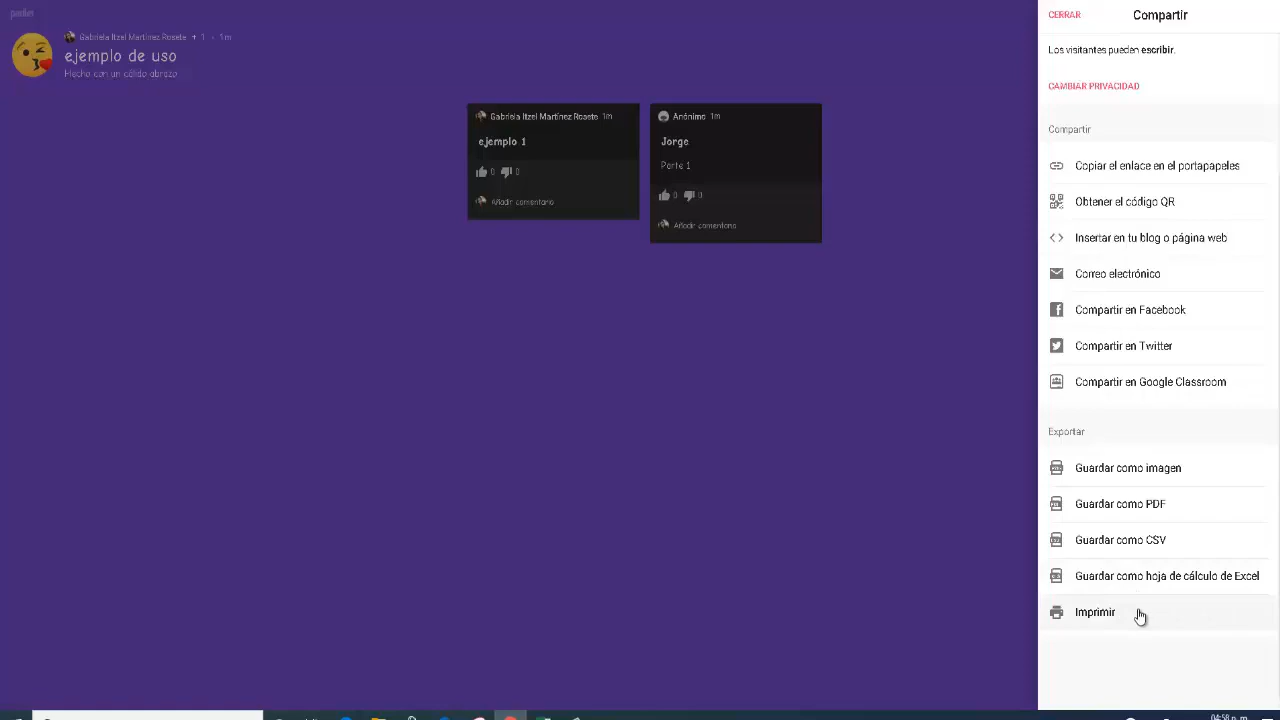 padlet
Gabriela Itzel Martínez Rosete + 1 · 1m
ejemplo de uso
Hecho con un cálido abrazo
Gabriela Itzel Martínez Rosete 1m
ejemplo 1
0 0
Añadir comentario
Anónimo 1m
Jorge
Parte 1
0 0
Añadir comentario
CERRAR Compartir
Los visitantes pueden escribir.
CAMBIAR PRIVACIDAD
Compartir
Copiar el enlace en el portapapeles
Obtener el código QR
Insertar en tu blog o página web
Correo electrónico
Compartir en Facebook
Compartir en Twitter
Compartir en Google Classroom
Exportar
Guardar como imagen
Guardar como PDF
Guardar como CSV
Guardar como hoja de cálculo de Excel
Imprimir
04:58 p. m.